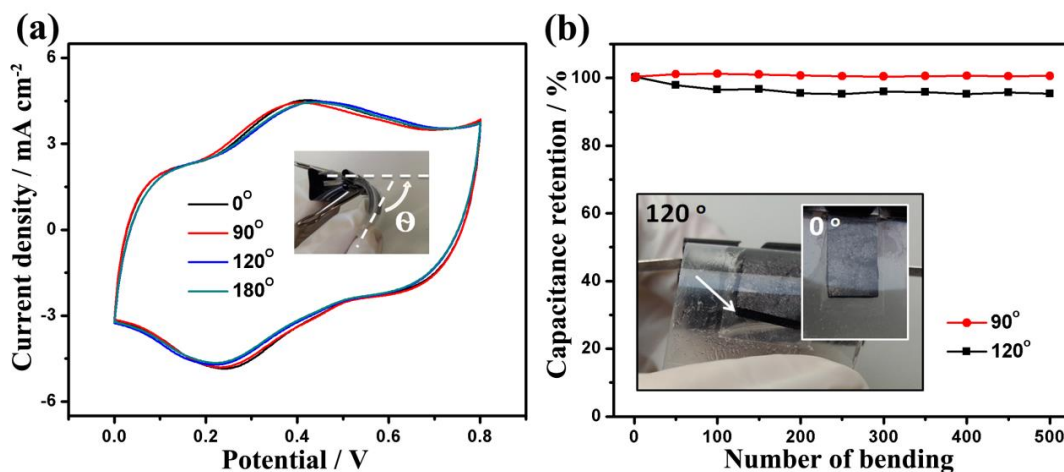 (a)
Current density / mA cm⁻²
6
3
0
-3
-6
0°
90°
120°
180°
θ
0.0 0.2 0.4 0.6 0.8
Potential / V
(b)
Capacitance retention / %
100
80
60
40
20
0
120 °
0 °
90°
120°
0 100 200 300 400 500
Number of bending